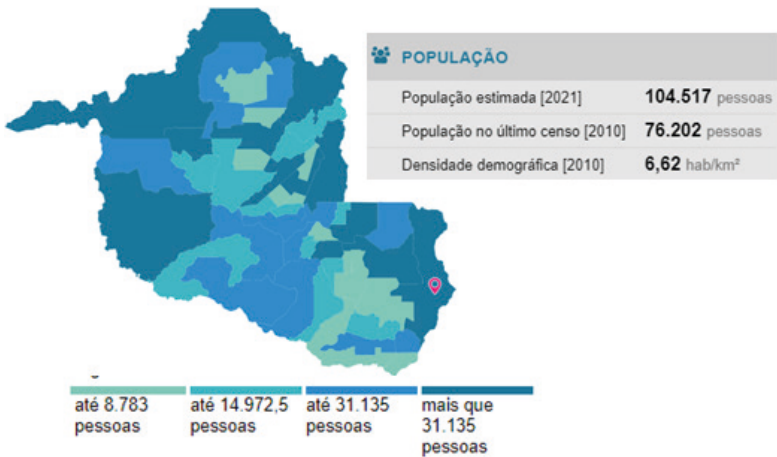 POPULAÇÃO
População estimada [2021] 104.517 pessoas
População no último censo [2010] 76.202 pessoas
Densidade demográfica [2010] 6,62 hab/km²
até 8.783 pessoas
até 14.972,5 pessoas
até 31.135 pessoas
mais que 31.135 pessoas